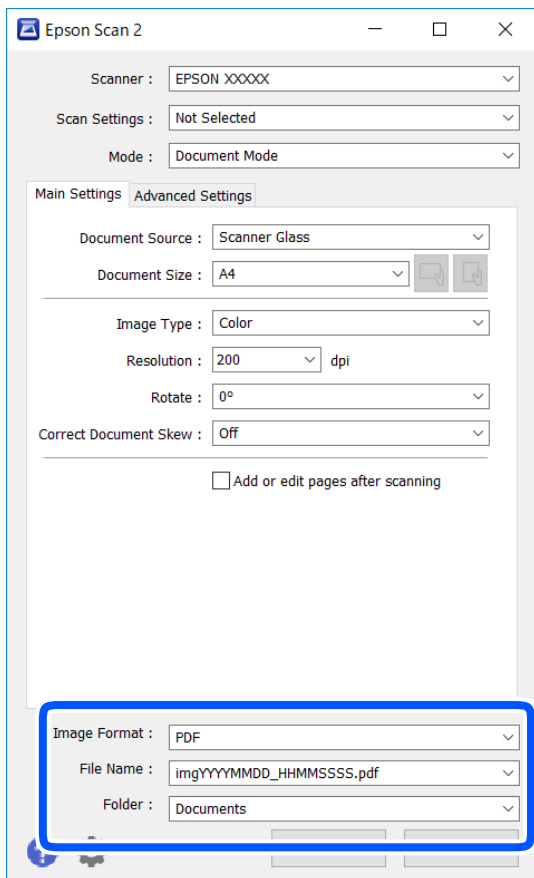 Epson Scan 2
Scanner : EPSON XXXXX
Scan Settings : Not Selected
Mode : Document Mode
Main Settings Advanced Settings
Document Source : Scanner Glass
Document Size : A4
Image Type : Color
Resolution : 200 dpi
Rotate : 0°
Correct Document Skew : Off
Add or edit pages after scanning
Image Format : PDF
File Name : imgYYYYMMDD_HHMMSSSS.pdf
Folder : Documents